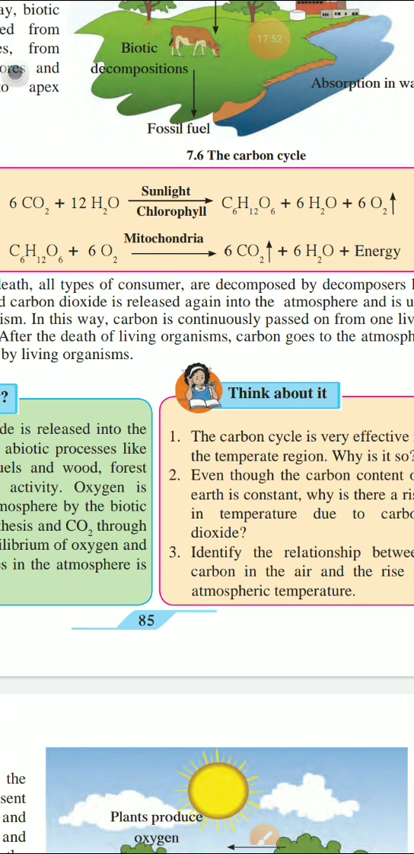 ay, biotic
ed from
es, from
ores and
to apex
17:52
Biotic
decompositions
Absorption in wa
Fossil fuel
7.6 The carbon cycle
6 CO₂ + 12 H₂O Sunlight Chlorophyll → C₆H₁₂O₆ + 6 H₂O + 6 O₂↑
C₆H₁₂O₆ + 6 O₂ Mitochondria → 6 CO₂↑ + 6 H₂O + Energy
death, all types of consumer, are decomposed by decomposers
d carbon dioxide is released again into the atmosphere and is u
ism. In this way, carbon is continuously passed on from one liv
After the death of living organisms, carbon goes to the atmosph
by living organisms.
?
de is released into the
abiotic processes like
uels and wood, forest
activity. Oxygen is
mosphere by the biotic
thesis and CO₂ through
ilibrium of oxygen and
s in the atmosphere is
Think about it
1. The carbon cycle is very effective
the temperate region. Why is it so?
2. Even though the carbon content o
earth is constant, why is there a ri
in temperature due to carbo
dioxide?
3. Identify the relationship betwee
carbon in the air and the rise
atmospheric temperature.
85
the
sent
and
and
Plants produce
oxygen